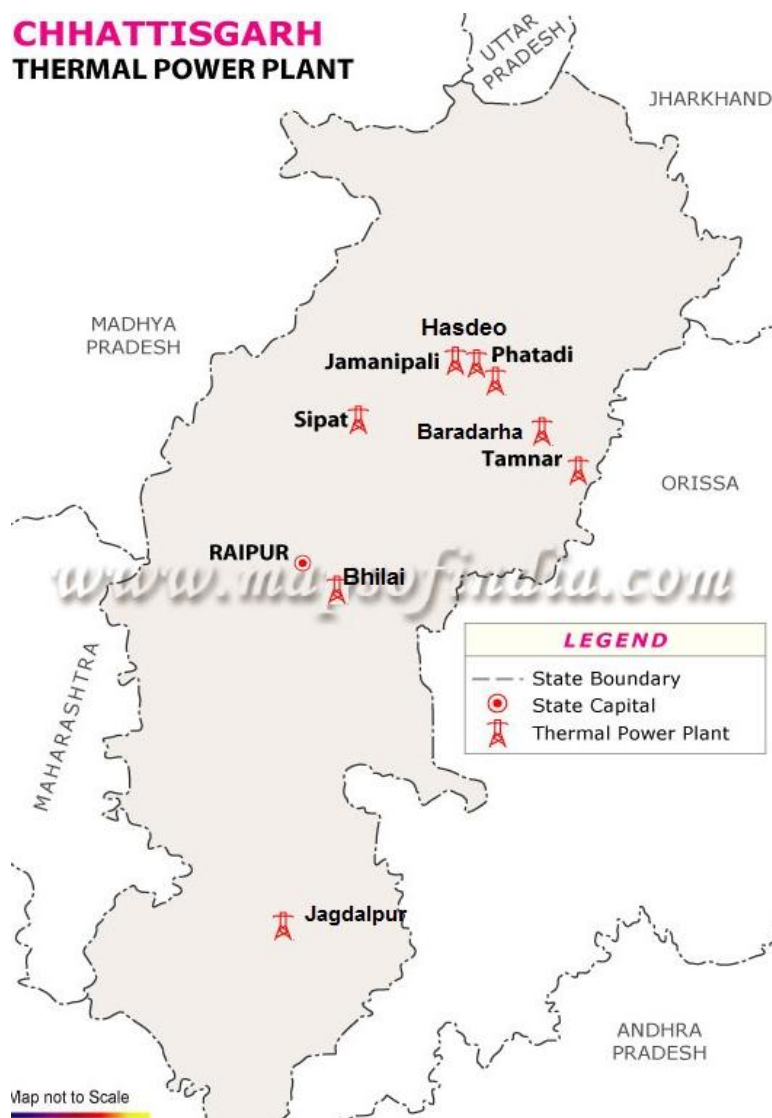 CHHATTISGARH
THERMAL POWER PLANT
UTTAR
PRADESH
JHARKHAND
MADHYA
PRADESH
Hasdeo
Jamanipali
Phatadi
Sipat
Baradarha
Tamnar
ORISSA
RAIPUR
Bhilai
www.mapsofindia.com
LEGEND
State Boundary
State Capital
Thermal Power Plant
MAHARASHTRA
Jagdalpur
ANDHRA
PRADESH
Map not to Scale